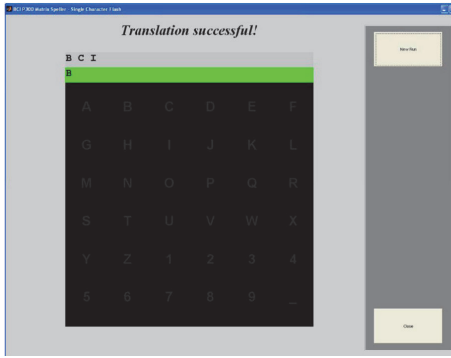 BCI P300 Matrix Speller - Single Character Flash
Translation successful!
B C I
B
A B C D E F
G H I J K L
M N O P Q R
S T U V W X
Y Z 1 2 3 4
5 6 7 8 9 _
New Run
Close